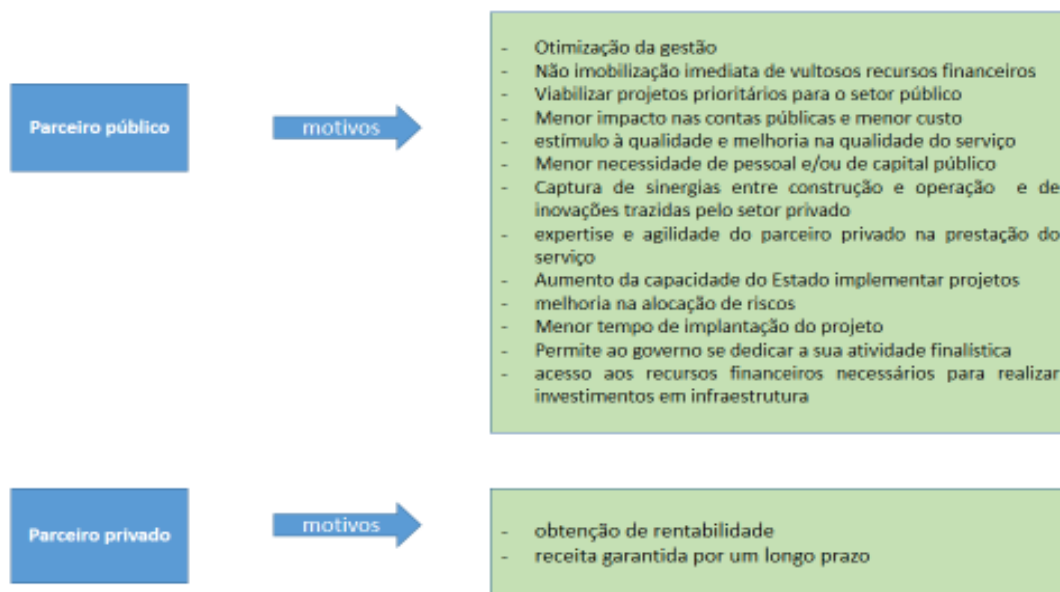 Parceiro público
motivos
- Otimização da gestão
- Não imobilização imediata de vultosos recursos financeiros
- Viabilizar projetos prioritários para o setor público
- Menor impacto nas contas públicas e menor custo
- estímulo à qualidade e melhoria na qualidade do serviço
- Menor necessidade de pessoal e/ou de capital público
- Captura de sinergias entre construção e operação e de
inovações trazidas pelo setor privado
- expertise e agilidade do parceiro privado na prestação do
serviço
- Aumento da capacidade do Estado implementar projetos
- melhoria na alocação de riscos
- Menor tempo de implantação do projeto
- Permite ao governo se dedicar a sua atividade finalística
- acesso aos recursos financeiros necessários para realizar
investimentos em infraestrutura
Parceiro privado
motivos
- obtenção de rentabilidade
- receita garantida por um longo prazo